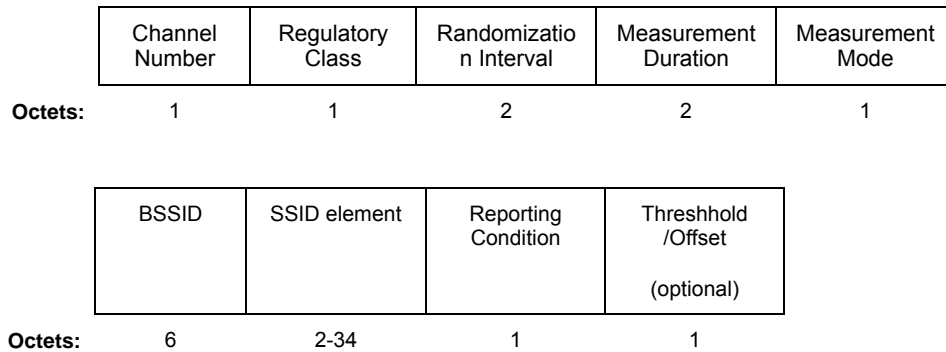 Channel Number
Regulatory Class
Randomizatio
n Interval
Measurement Duration
Measurement Mode
Octets: 1 1 2 2 1
BSSID
SSID element
Reporting Condition
Threshhold
/Offset
(optional)
Octets: 6 2-34 1 1